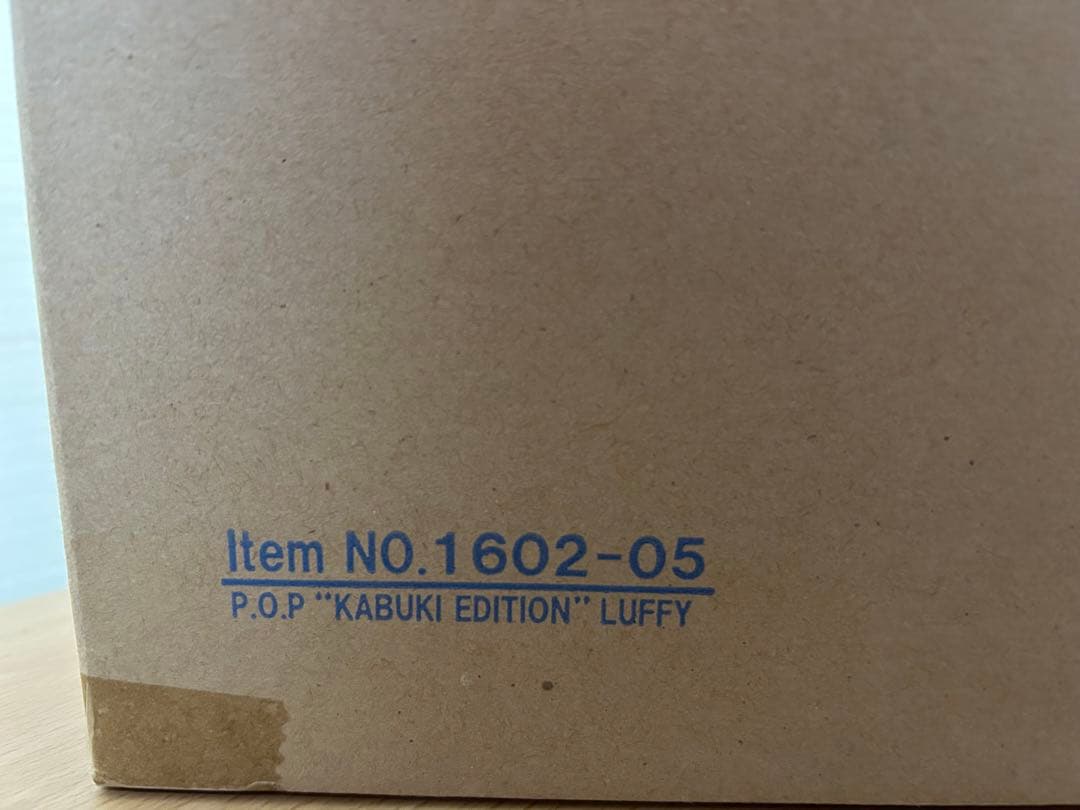 Item NO.1602-05
P.O.P "KABUKI EDITION" LUFFY